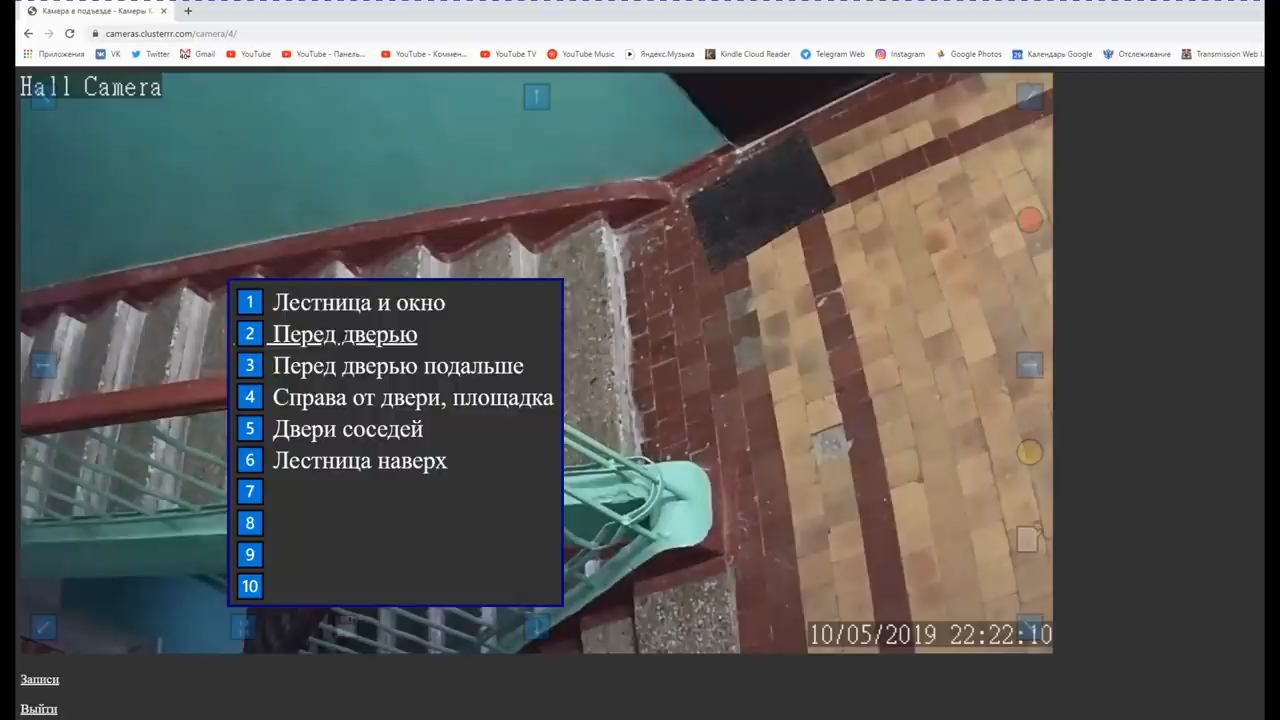 Камера в подъезде - Камеры К
cameras.clusterrr.com/camera/4/
Приложения VK Twitter Gmail YouTube YouTube - Панель... YouTube - Коммен... YouTube TV YouTube Music Яндекс.Музыка Kindle Cloud Reader Telegram Web Instagram Google Photos Календарь Google Отслеживание Transmission Web I
Hall Camera
1 Лестница и окно
2 Перед дверью
3 Перед дверью подальше
4 Справа от двери, площадка
5 Двери соседей
6 Лестница наверх
7
8
9
10
10/05/2019 22:22:10
Записи
Выйти